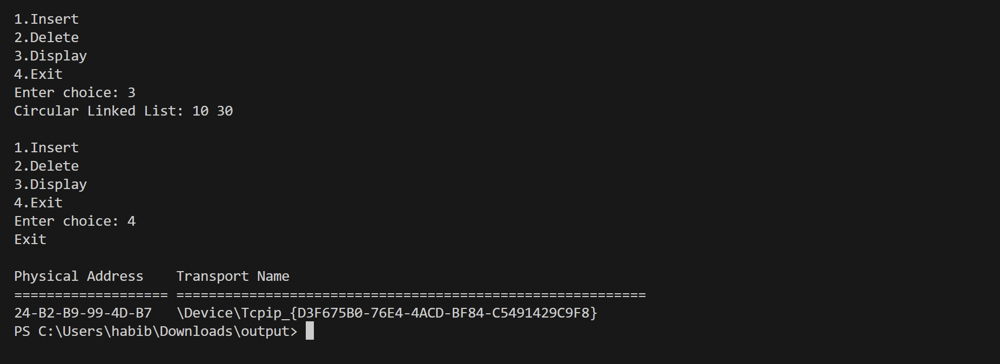 1.Insert
2.Delete
3.Display
4.Exit
Enter choice: 3
Circular Linked List: 10 30
1.Insert
2.Delete
3.Display
4.Exit
Enter choice: 4
Exit
Physical Address    Transport Name
=================== ==========================================================
24-B2-B9-99-4D-B7   \Device\Tcpip_{D3F675B0-76E4-4ACD-BF84-C5491429C9F8}
PS C:\Users\habib\Downloads\output>